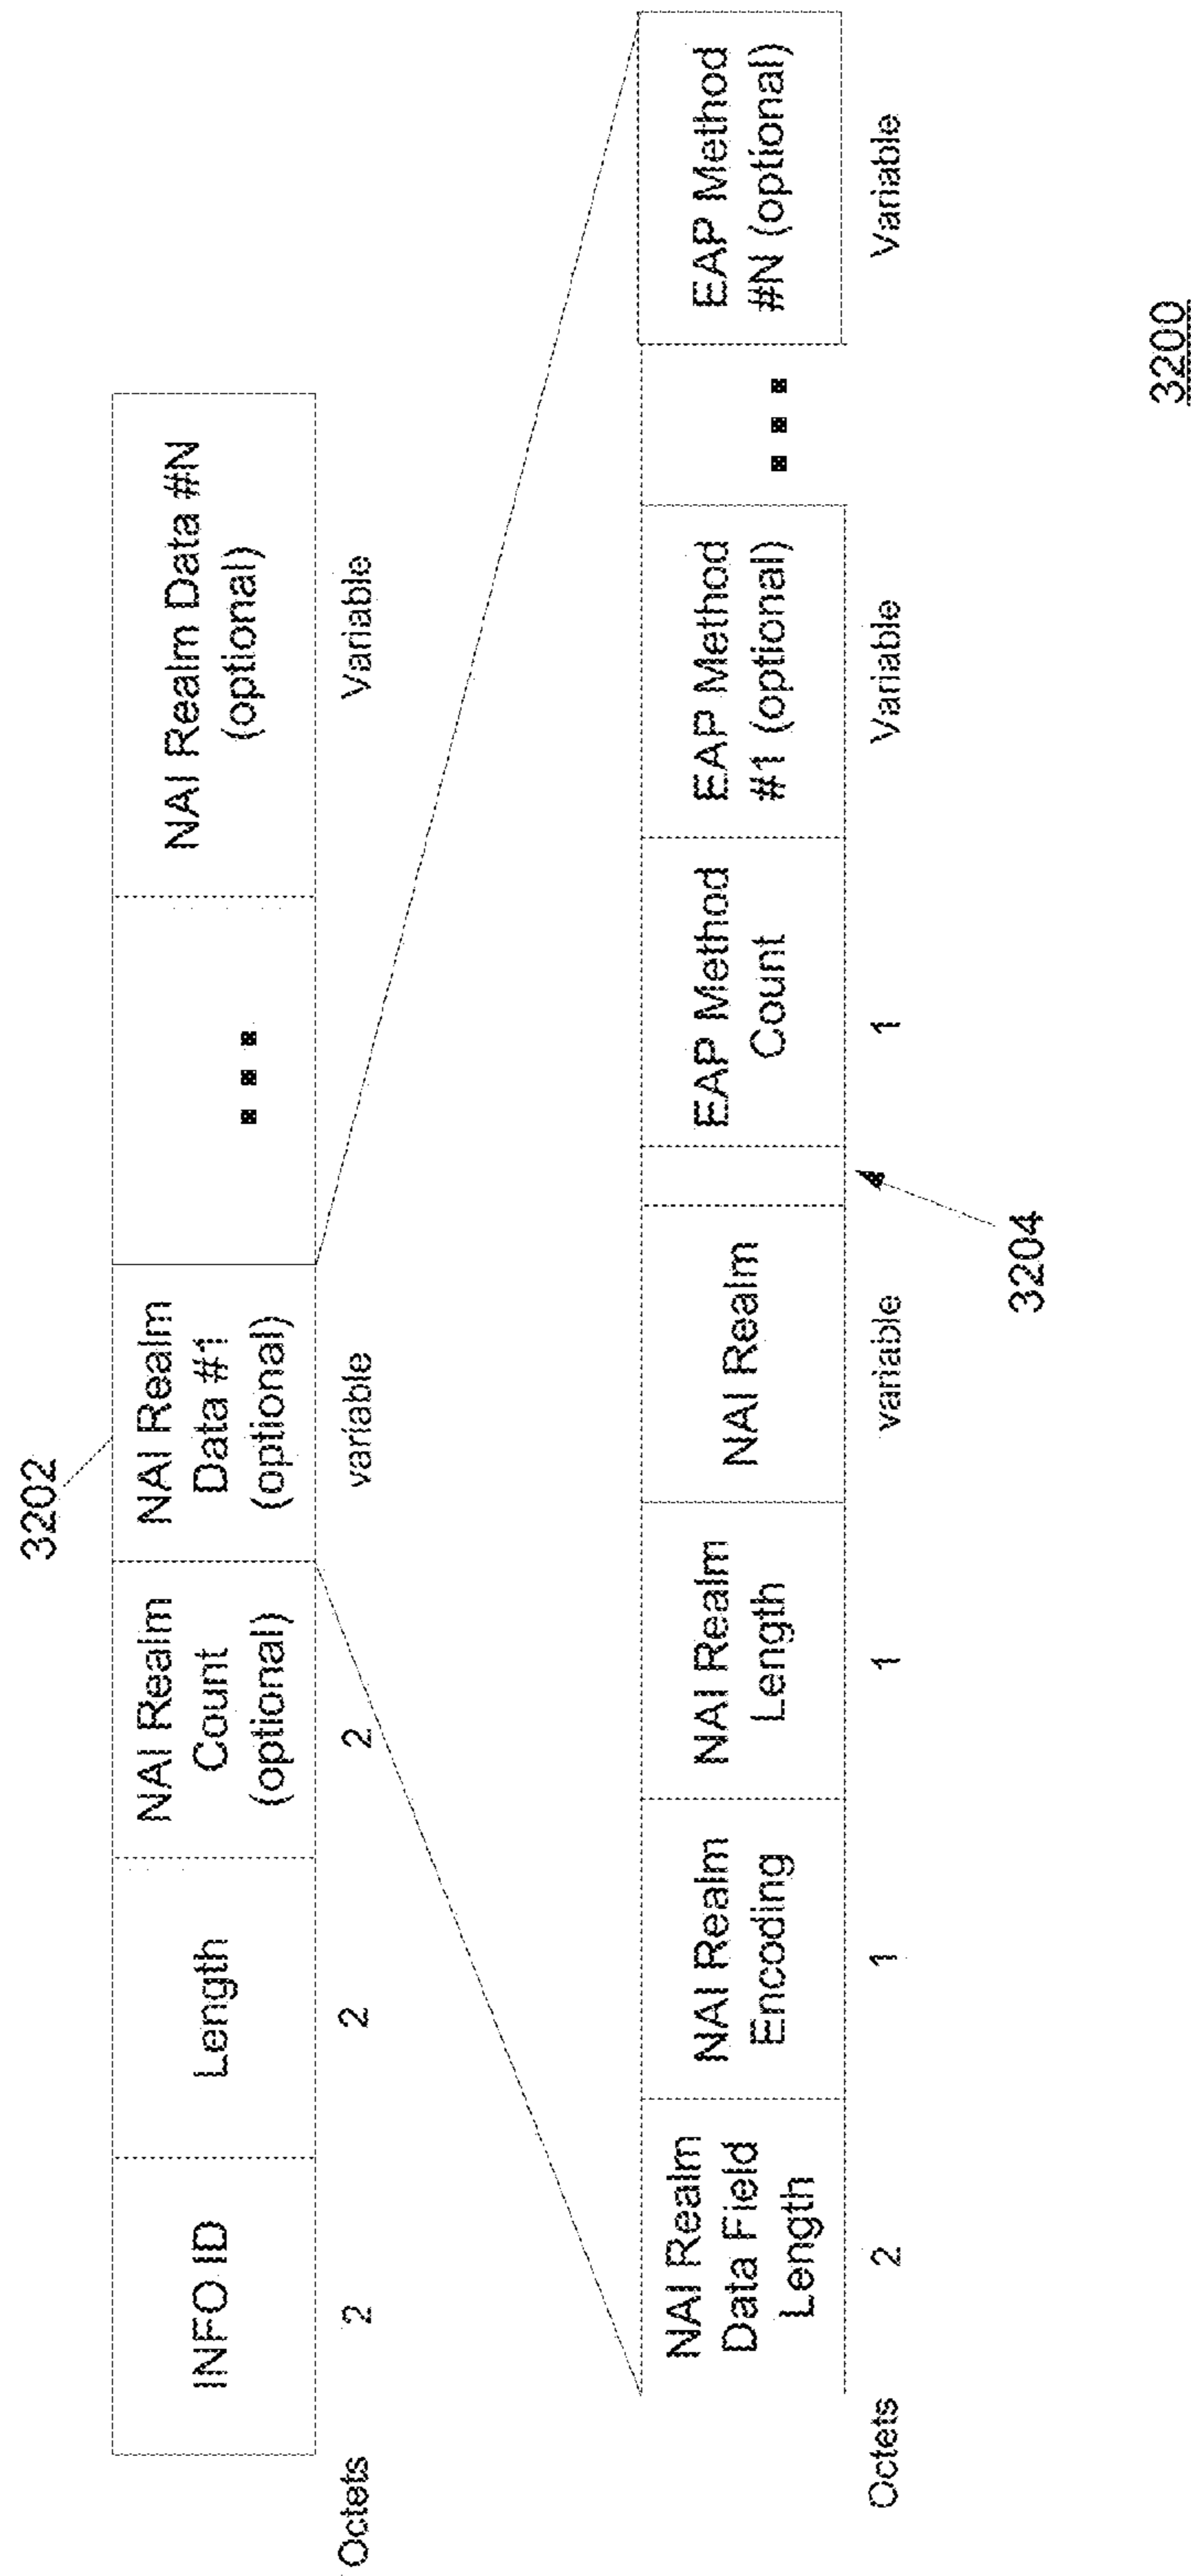 3202
INFO ID
Length
NAI Realm
Count
(optional)
NAI Realm
Data #1
(optional)
▪ ▪ ▪
NAI Realm Data #N
(optional)
Octets
2
2
2
variable
Variable
NAI Realm
Data Field
Length
NAI Realm
Encoding
NAI Realm
Length
NAI Realm
EAP Method
Count
EAP Method
#1 (optional)
▪ ▪ ▪
EAP Method
#N (optional)
Octets
2
1
1
variable
1
Variable
Variable
3204
3200